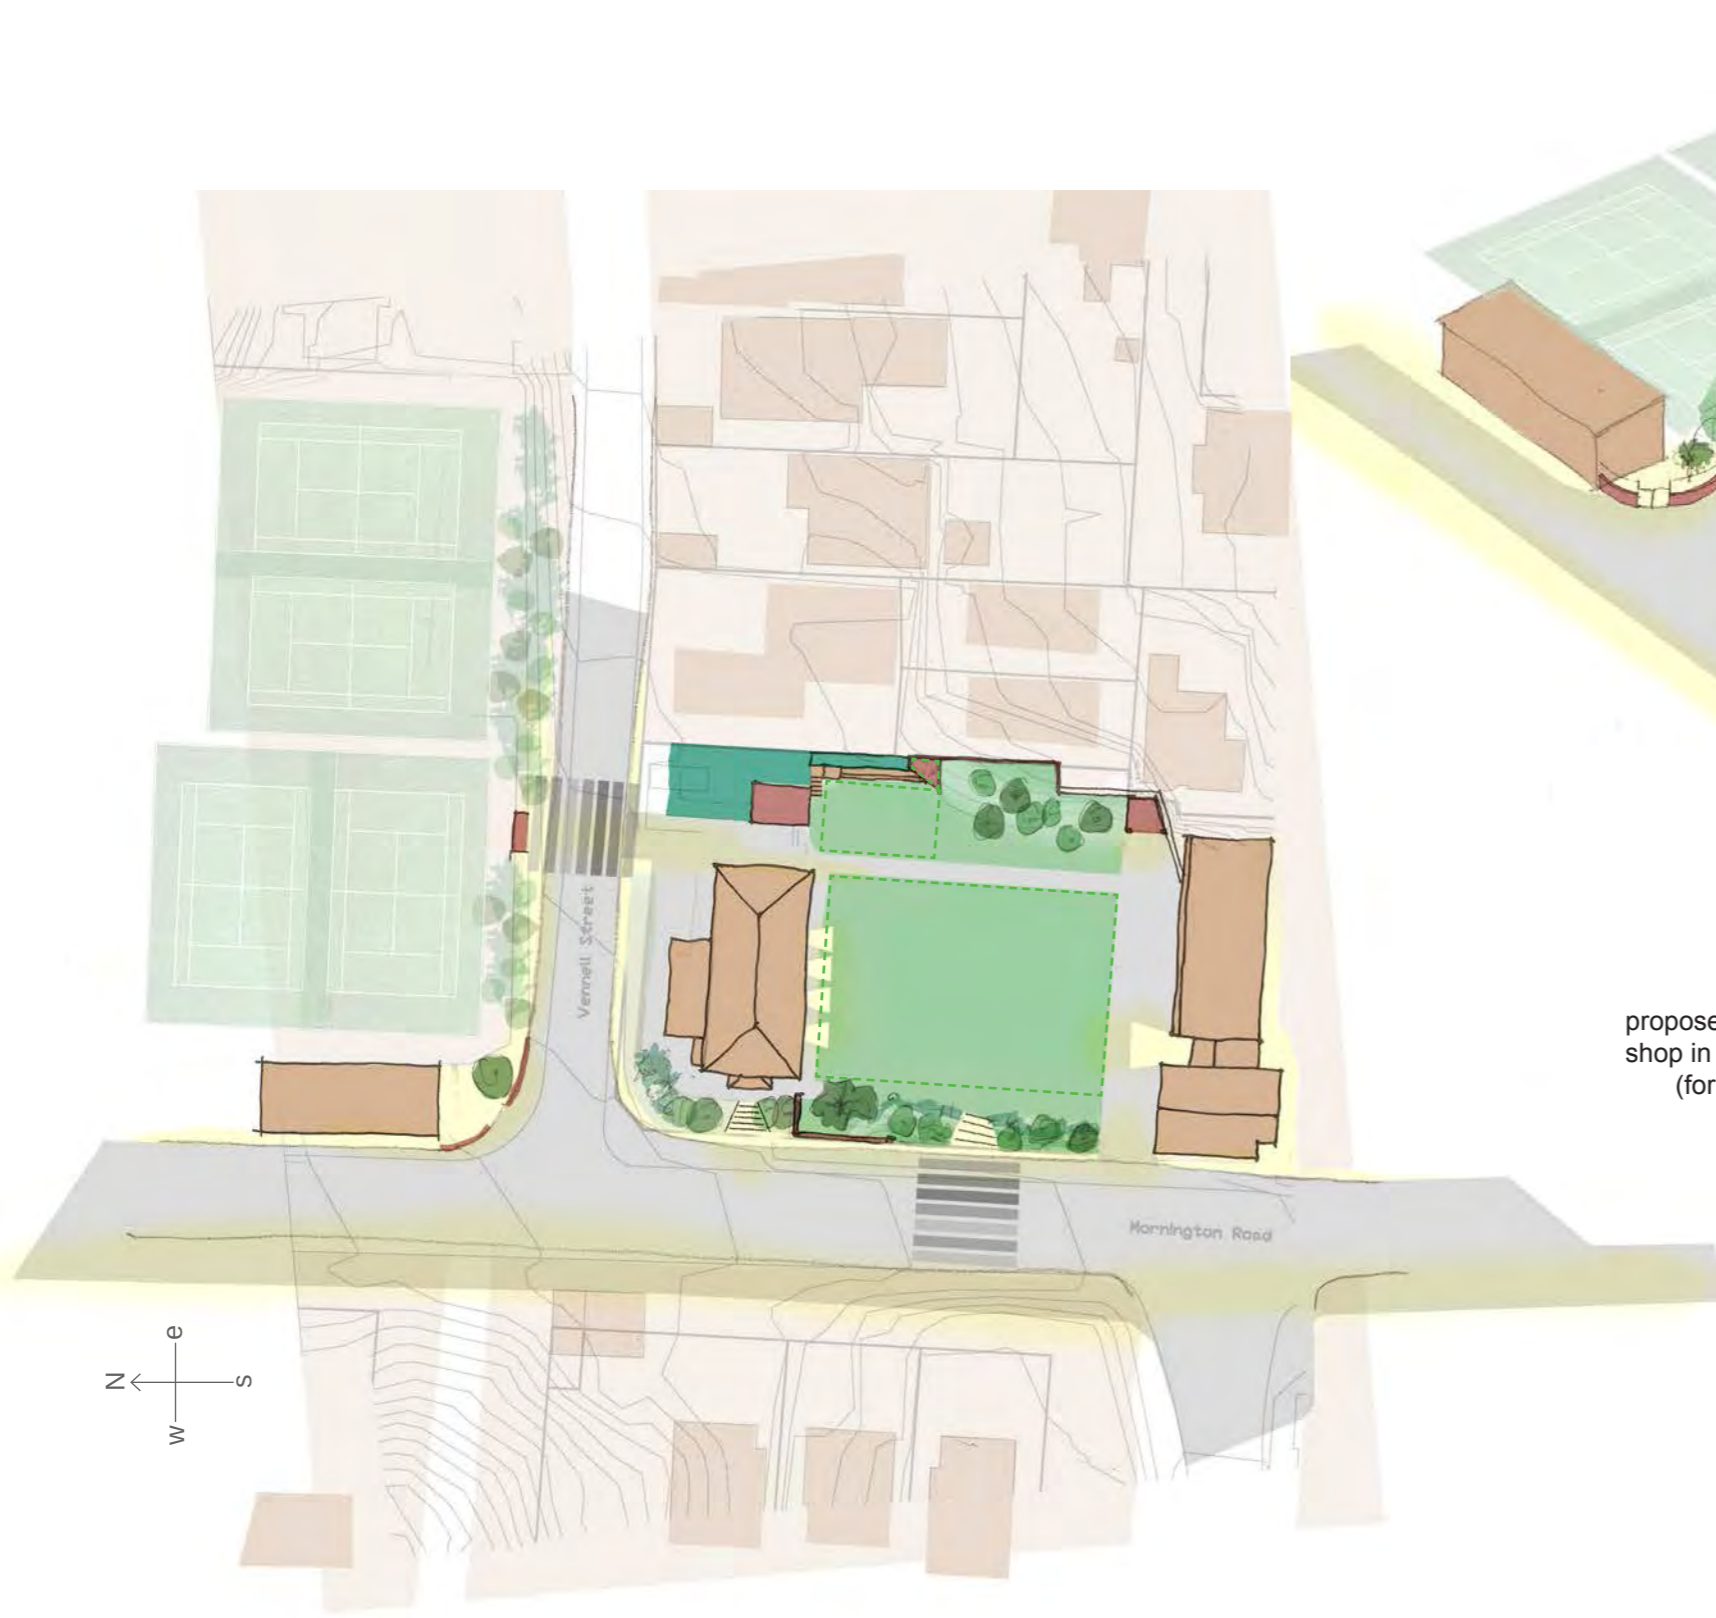 Vennell Street
Mornington Road
propose
shop in
(for
e
N
s
w